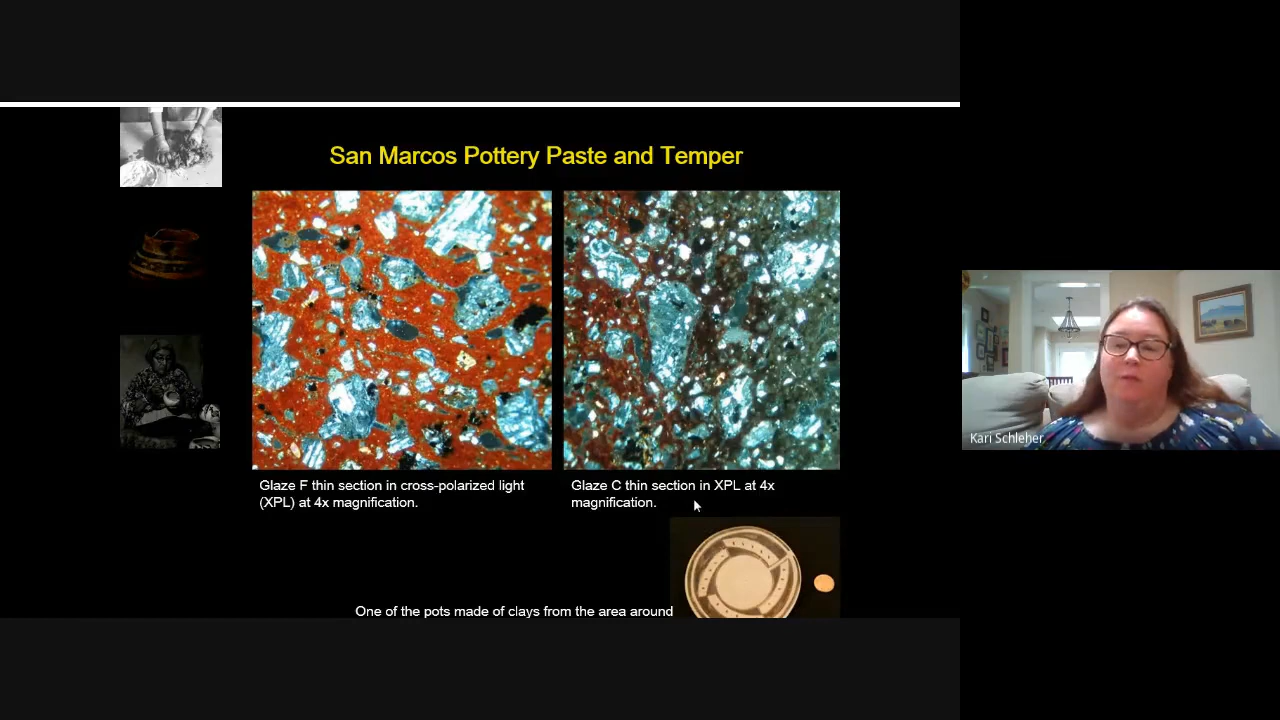 San Marcos Pottery Paste and Temper
Glaze F thin section in cross-polarized light
(XPL) at 4x magnification.
Glaze C thin section in XPL at 4x
magnification.
One of the pots made of clays from the area around
Kari Schleher